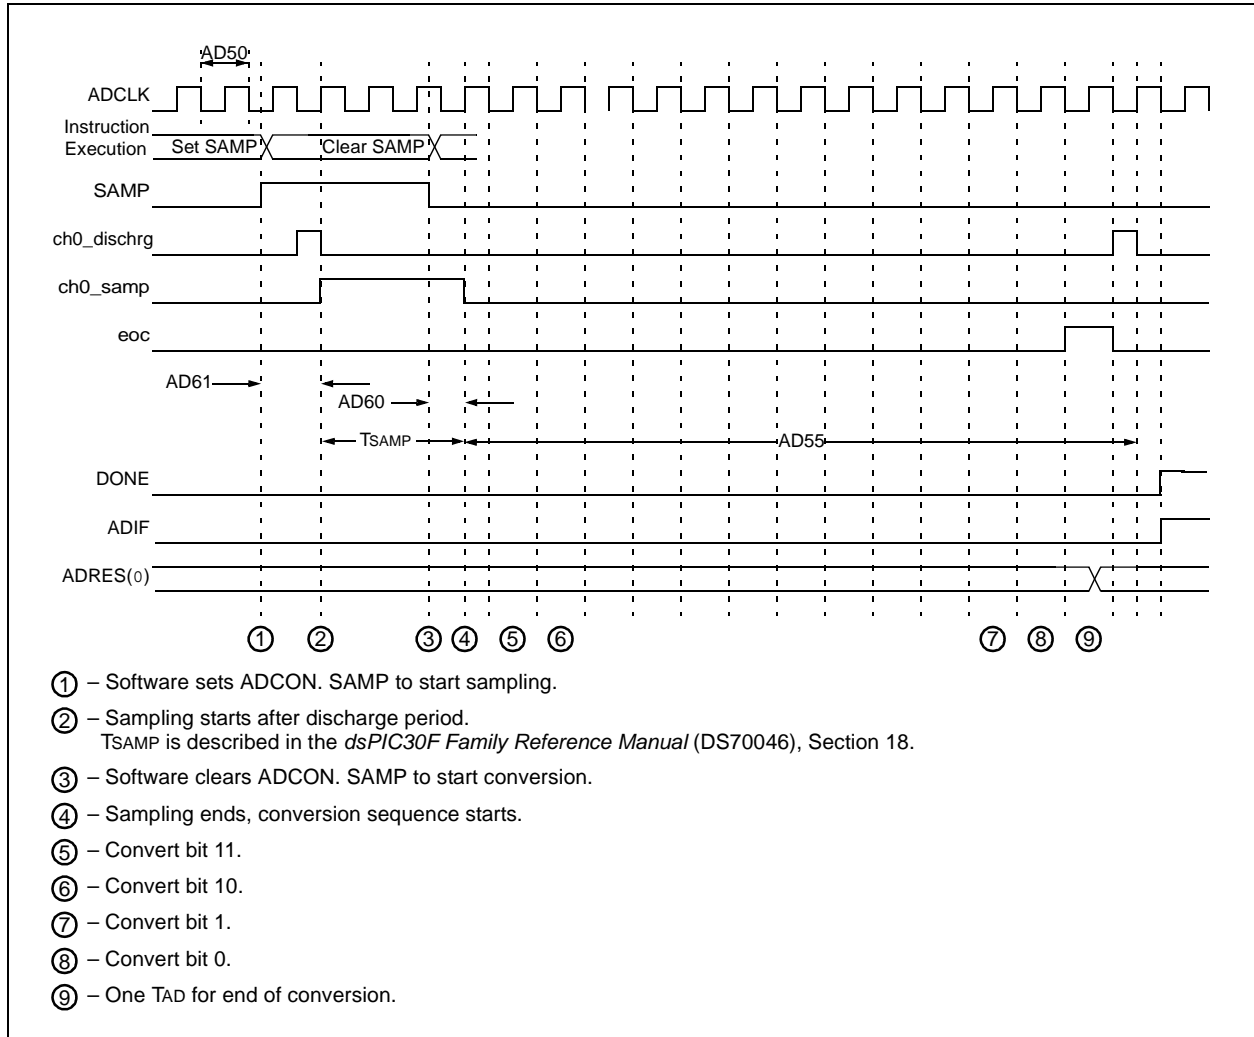 AD50
ADCLK
Instruction
Execution
Set SAMP
Clear SAMP
SAMP
ch0_dischrg
ch0_samp
eoc
AD61
AD60
TSAMP
AD55
DONE
ADIF
ADRES(0)
1 2 3 4 5 6 7 8 9
1 – Software sets ADCON. SAMP to start sampling.
2 – Sampling starts after discharge period.
TSAMP is described in the dsPIC30F Family Reference Manual (DS70046), Section 18.
3 – Software clears ADCON. SAMP to start conversion.
4 – Sampling ends, conversion sequence starts.
5 – Convert bit 11.
6 – Convert bit 10.
7 – Convert bit 1.
8 – Convert bit 0.
9 – One TAD for end of conversion.